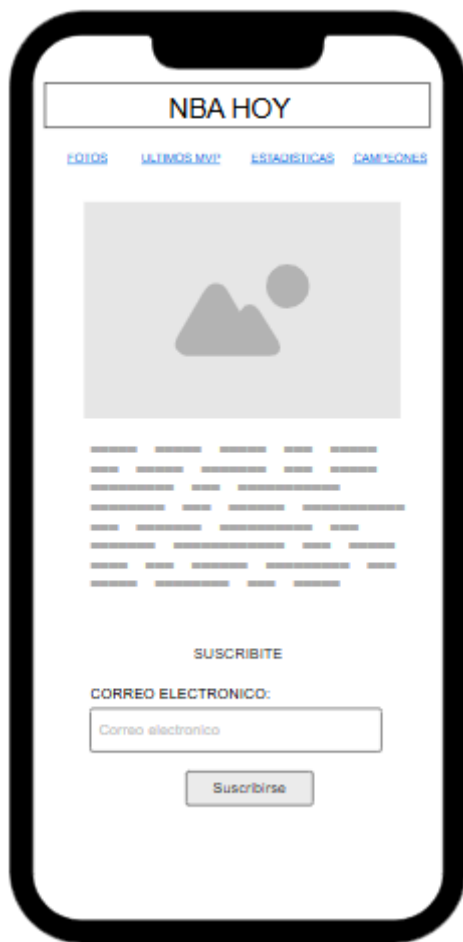 NBA HOY
FOTOS ULTIMOS MVP ESTADISTICAS CAMPEONES
SUSCRIBITE
CORREO ELECTRONICO:
Correo electronico
Suscribirse